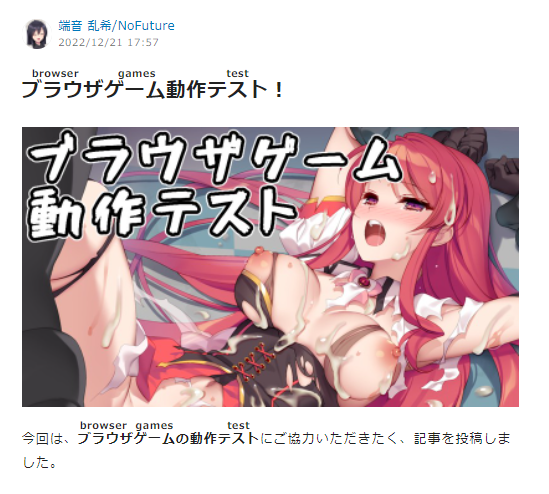 端音 乱希/NoFuture
2022/12/21 17:57
browser games test
ブラウザゲーム動作テスト！
ブラウザゲーム
動作テスト
browser games test
今回は、ブラウザゲームの動作テストにご協力いただきたく、記事を投稿しま
した。